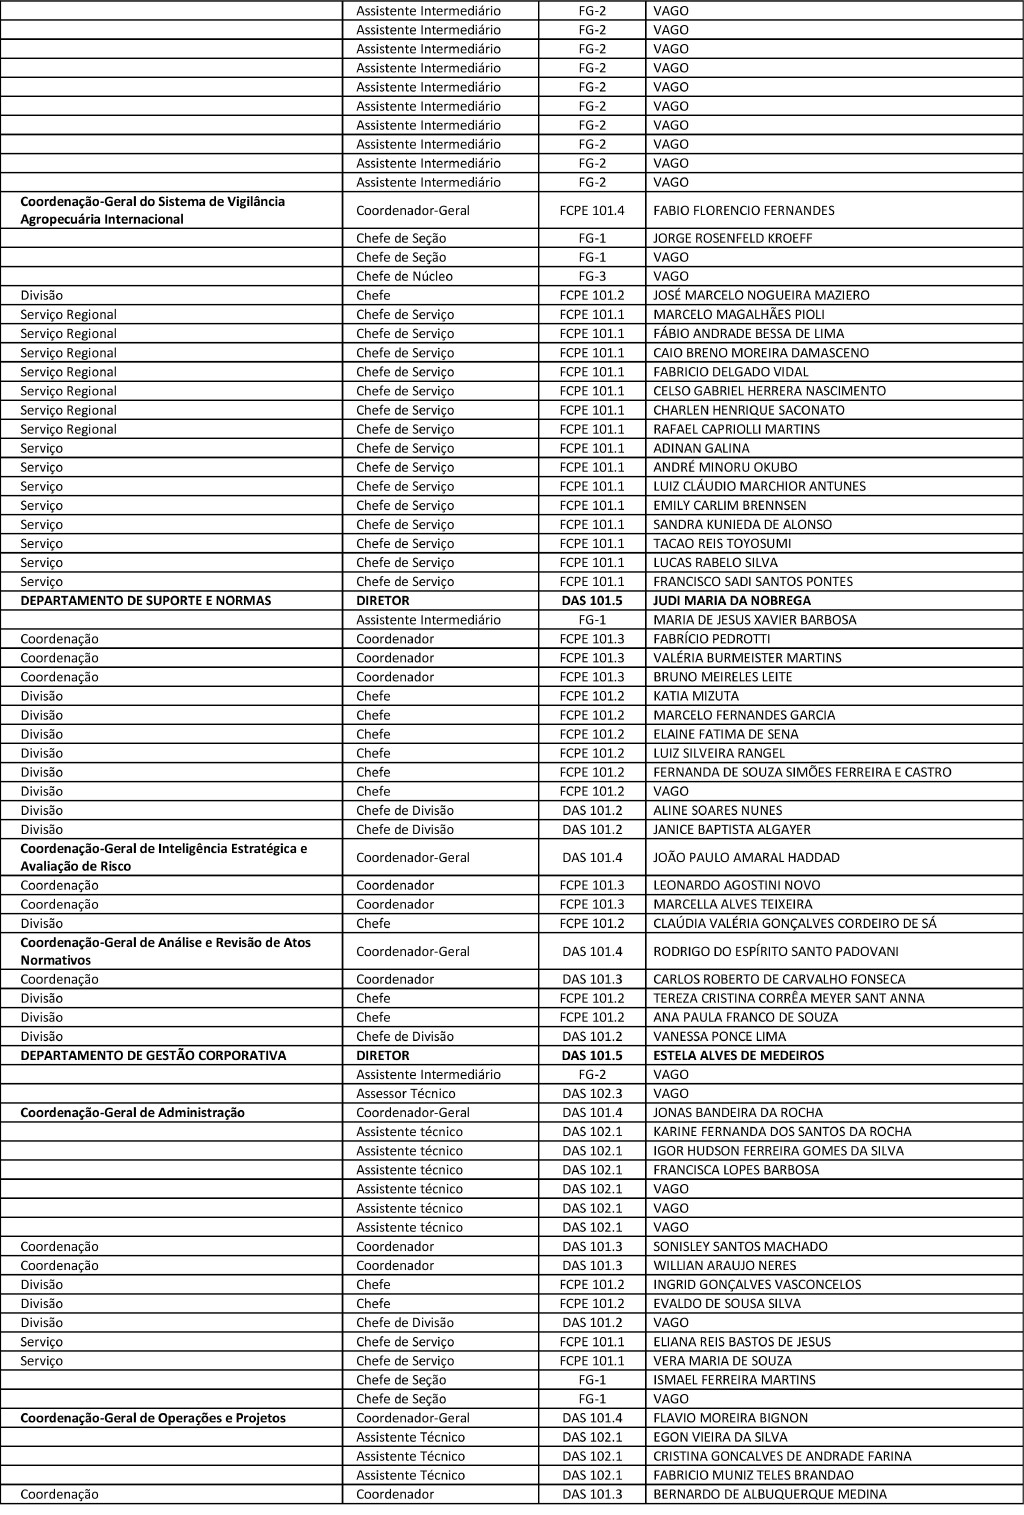 Assistente Intermediário FG-2 VAGO
Assistente Intermediário FG-2 VAGO
Assistente Intermediário FG-2 VAGO
Assistente Intermediário FG-2 VAGO
Assistente Intermediário FG-2 VAGO
Assistente Intermediário FG-2 VAGO
Assistente Intermediário FG-2 VAGO
Assistente Intermediário FG-2 VAGO
Assistente Intermediário FG-2 VAGO
Assistente Intermediário FG-2 VAGO
Coordenação-Geral do Sistema de Vigilância
Agropecuária Internacional Coordenador-Geral FCPE 101.4 FABIO FLORENCIO FERNANDES
Chefe de Seção FG-1 JORGE ROSENFELD KROEFF
Chefe de Seção FG-1 VAGO
Chefe de Núcleo FG-3 VAGO
Divisão Chefe FCPE 101.2 JOSÉ MARCELO NOGUEIRA MAZIERO
Serviço Regional Chefe de Serviço FCPE 101.1 MARCELO MAGALHÃES PIOLI
Serviço Regional Chefe de Serviço FCPE 101.1 FÁBIO ANDRADE BESSA DE LIMA
Serviço Regional Chefe de Serviço FCPE 101.1 CAIO BRENO MOREIRA DAMASCENO
Serviço Regional Chefe de Serviço FCPE 101.1 FABRICIO DELGADO VIDAL
Serviço Regional Chefe de Serviço FCPE 101.1 CELSO GABRIEL HERRERA NASCIMENTO
Serviço Regional Chefe de Serviço FCPE 101.1 CHARLEN HENRIQUE SACONATO
Serviço Regional Chefe de Serviço FCPE 101.1 RAFAEL CAPRIOLLI MARTINS
Serviço Chefe de Serviço FCPE 101.1 ADINAN GALINA
Serviço Chefe de Serviço FCPE 101.1 ANDRÉ MINORU OKUBO
Serviço Chefe de Serviço FCPE 101.1 LUIZ CLÁUDIO MARCHIOR ANTUNES
Serviço Chefe de Serviço FCPE 101.1 EMILY CARLIM BRENNSEN
Serviço Chefe de Serviço FCPE 101.1 SANDRA KUNIEDA DE ALONSO
Serviço Chefe de Serviço FCPE 101.1 TACAO REIS TOYOSUMI
Serviço Chefe de Serviço FCPE 101.1 LUCAS RABELO SILVA
Serviço Chefe de Serviço FCPE 101.1 FRANCISCO SADI SANTOS PONTES
DEPARTAMENTO DE SUPORTE E NORMAS DIRETOR DAS 101.5 JUDI MARIA DA NOBREGA
Assistente Intermediário FG-1 MARIA DE JESUS XAVIER BARBOSA
Coordenação Coordenador FCPE 101.3 FABRÍCIO PEDROTTI
Coordenação Coordenador FCPE 101.3 VALÉRIA BURMEISTER MARTINS
Coordenação Coordenador FCPE 101.3 BRUNO MEIRELES LEITE
Divisão Chefe FCPE 101.2 KATIA MIZUTA
Divisão Chefe FCPE 101.2 MARCELO FERNANDES GARCIA
Divisão Chefe FCPE 101.2 ELAINE FATIMA DE SENA
Divisão Chefe FCPE 101.2 LUIZ SILVEIRA RANGEL
Divisão Chefe FCPE 101.2 FERNANDA DE SOUZA SIMÕES FERREIRA E CASTRO
Divisão Chefe FCPE 101.2 VAGO
Divisão Chefe de Divisão DAS 101.2 ALINE SOARES NUNES
Divisão Chefe de Divisão DAS 101.2 JANICE BAPTISTA ALGAYER
Coordenação-Geral de Inteligência Estratégica e
Avaliação de Risco Coordenador-Geral DAS 101.4 JOÃO PAULO AMARAL HADDAD
Coordenação Coordenador FCPE 101.3 LEONARDO AGOSTINI NOVO
Coordenação Coordenador FCPE 101.3 MARCELLA ALVES TEIXEIRA
Divisão Chefe FCPE 101.2 CLAÚDIA VALÉRIA GONÇALVES CORDEIRO DE SÁ
Coordenação-Geral de Análise e Revisão de Atos
Normativos Coordenador-Geral DAS 101.4 RODRIGO DO ESPÍRITO SANTO PADOVANI
Coordenação Coordenador DAS 101.3 CARLOS ROBERTO DE CARVALHO FONSECA
Divisão Chefe FCPE 101.2 TEREZA CRISTINA CORRÊA MEYER SANT ANNA
Divisão Chefe FCPE 101.2 ANA PAULA FRANCO DE SOUZA
Divisão Chefe de Divisão DAS 101.2 VANESSA PONCE LIMA
DEPARTAMENTO DE GESTÃO CORPORATIVA DIRETOR DAS 101.5 ESTELA ALVES DE MEDEIROS
Assistente Intermediário FG-2 VAGO
Assessor Técnico DAS 102.3 VAGO
Coordenação-Geral de Administração Coordenador-Geral DAS 101.4 JONAS BANDEIRA DA ROCHA
Assistente técnico DAS 102.1 KARINE FERNANDA DOS SANTOS DA ROCHA
Assistente técnico DAS 102.1 IGOR HUDSON FERREIRA GOMES DA SILVA
Assistente técnico DAS 102.1 FRANCISCA LOPES BARBOSA
Assistente técnico DAS 102.1 VAGO
Assistente técnico DAS 102.1 VAGO
Assistente técnico DAS 102.1 VAGO
Coordenação Coordenador DAS 101.3 SONISLEY SANTOS MACHADO
Coordenação Coordenador DAS 101.3 WILLIAN ARAUJO NERES
Divisão Chefe FCPE 101.2 INGRID GONÇALVES VASCONCELOS
Divisão Chefe FCPE 101.2 EVALDO DE SOUSA SILVA
Divisão Chefe de Divisão DAS 101.2 VAGO
Serviço Chefe de Serviço FCPE 101.1 ELIANA REIS BASTOS DE JESUS
Serviço Chefe de Serviço FCPE 101.1 VERA MARIA DE SOUZA
Chefe de Seção FG-1 ISMAEL FERREIRA MARTINS
Chefe de Seção FG-1 VAGO
Coordenação-Geral de Operações e Projetos Coordenador-Geral DAS 101.4 FLAVIO MOREIRA BIGNON
Assistente Técnico DAS 102.1 EGON VIEIRA DA SILVA
Assistente Técnico DAS 102.1 CRISTINA GONCALVES DE ANDRADE FARINA
Assistente Técnico DAS 102.1 FABRICIO MUNIZ TELES BRANDAO
Coordenação Coordenador DAS 101.3 BERNARDO DE ALBUQUERQUE MEDINA